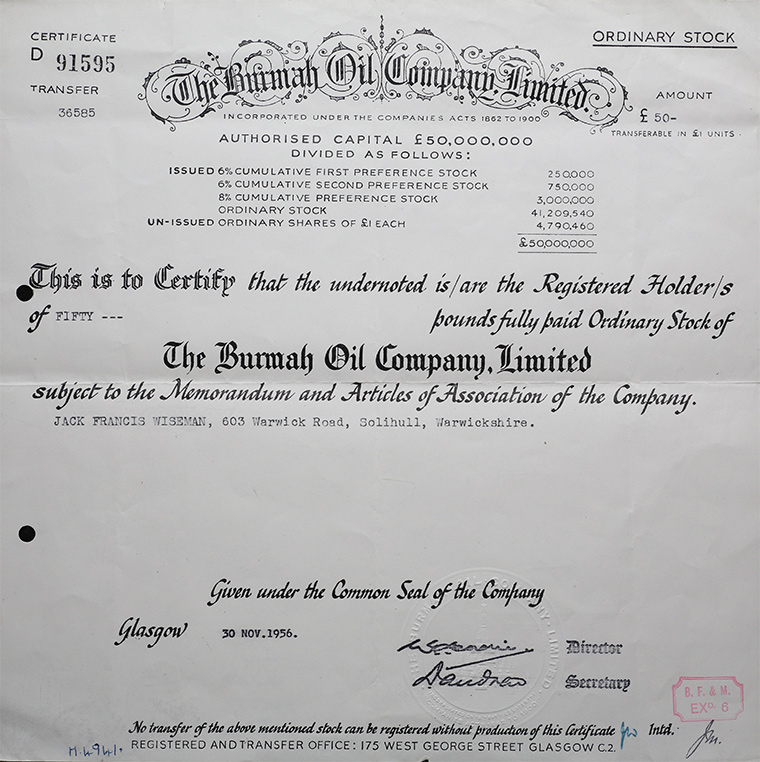 CERTIFICATE
D 91595
TRANSFER
36585
ORDINARY STOCK
The Burmah Oil Company, Limited.
INCORPORATED UNDER THE COMPANIES ACTS 1862 TO 1900
AMOUNT
£ 50-
TRANSFERABLE IN £1 UNITS.
AUTHORISED CAPITAL £50,000,000
DIVIDED AS FOLLOWS:
ISSUED 6% CUMULATIVE FIRST PREFERENCE STOCK 250,000
6% CUMULATIVE SECOND PREFERENCE STOCK 750,000
8% CUMULATIVE PREFERENCE STOCK 3,000,000
ORDINARY STOCK 41,209,540
UN-ISSUED ORDINARY SHARES OF £1 EACH 4,790,460
£50,000,000
This is to Certify that the undernoted is/are the Registered Holder/s
of FIFTY --- pounds fully paid Ordinary Stock of
The Burmah Oil Company, Limited
subject to the Memorandum and Articles of Association of the Company.
JACK FRANCIS WISEMAN, 603 Warwick Road, Solihull, Warwickshire.
Given under the Common Seal of the Company
Glasgow 30 NOV.1956.
Director
Secretary
B. F. & M.
EXD. 6
No transfer of the above mentioned stock can be registered without production of this Certificate Intd.
M.4941.
REGISTERED AND TRANSFER OFFICE: 175 WEST GEORGE STREET GLASGOW C.2.